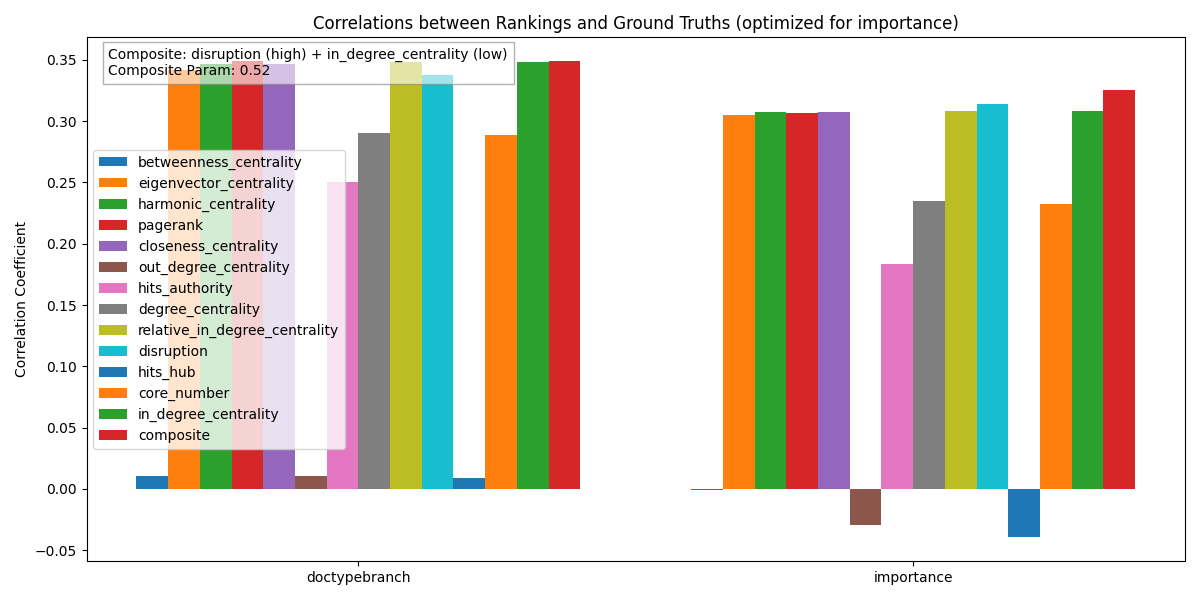 Correlations between Rankings and Ground Truths (optimized for importance)
Composite: disruption (high) + in_degree_centrality (low)
Composite Param: 0.52
Correlation Coefficient
0.35
0.30
0.25
0.20
0.15
0.10
0.05
0.00
−0.05
betweenness_centrality
eigenvector_centrality
harmonic_centrality
pagerank
closeness_centrality
out_degree_centrality
hits_authority
degree_centrality
relative_in_degree_centrality
disruption
hits_hub
core_number
in_degree_centrality
composite
doctypebranch
importance